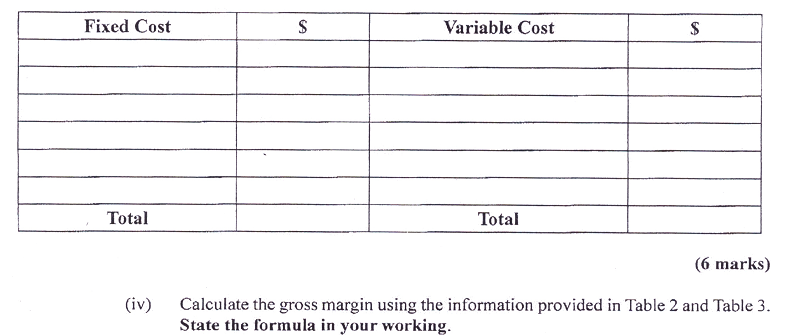 Fixed Cost $ Variable Cost $
Total Total
(6 marks)
(iv) Calculate the gross margin using the information provided in Table 2 and Table 3.
State the formula in your working.